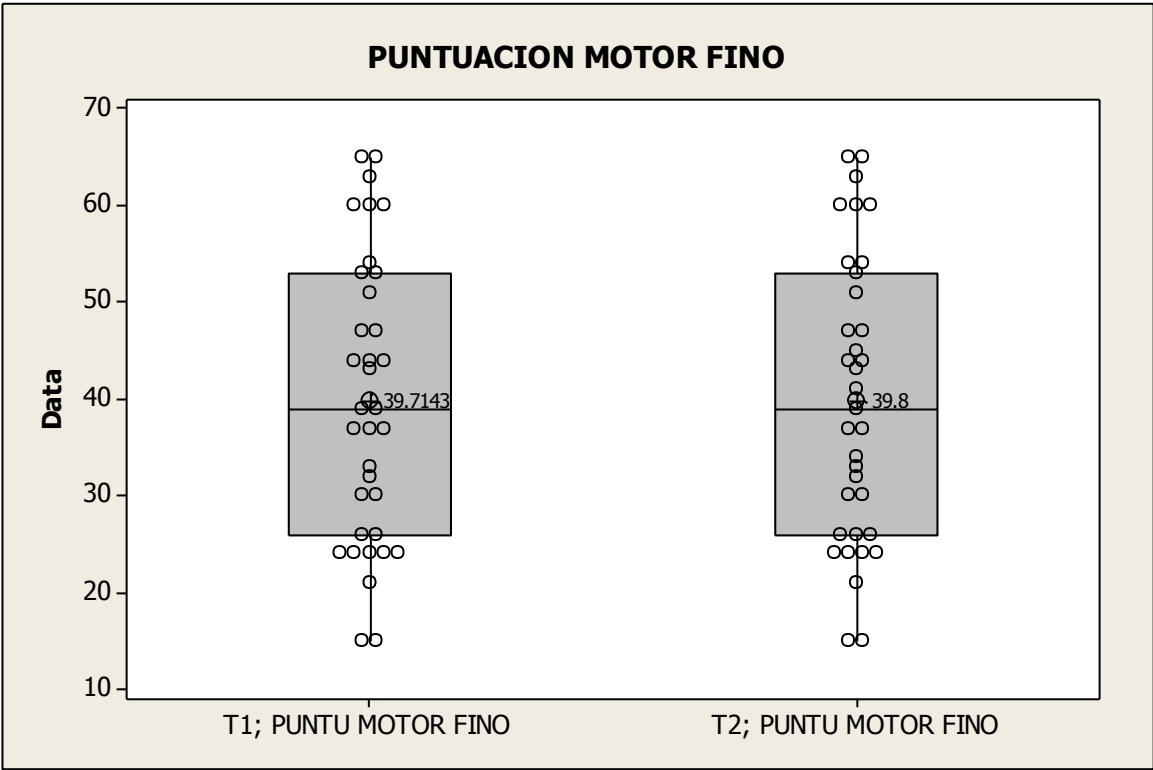 PUNTUACION MOTOR FINO
70
60
50
40
30
20
10
Data
39.7143
39.8
T1; PUNTU MOTOR FINO
T2; PUNTU MOTOR FINO